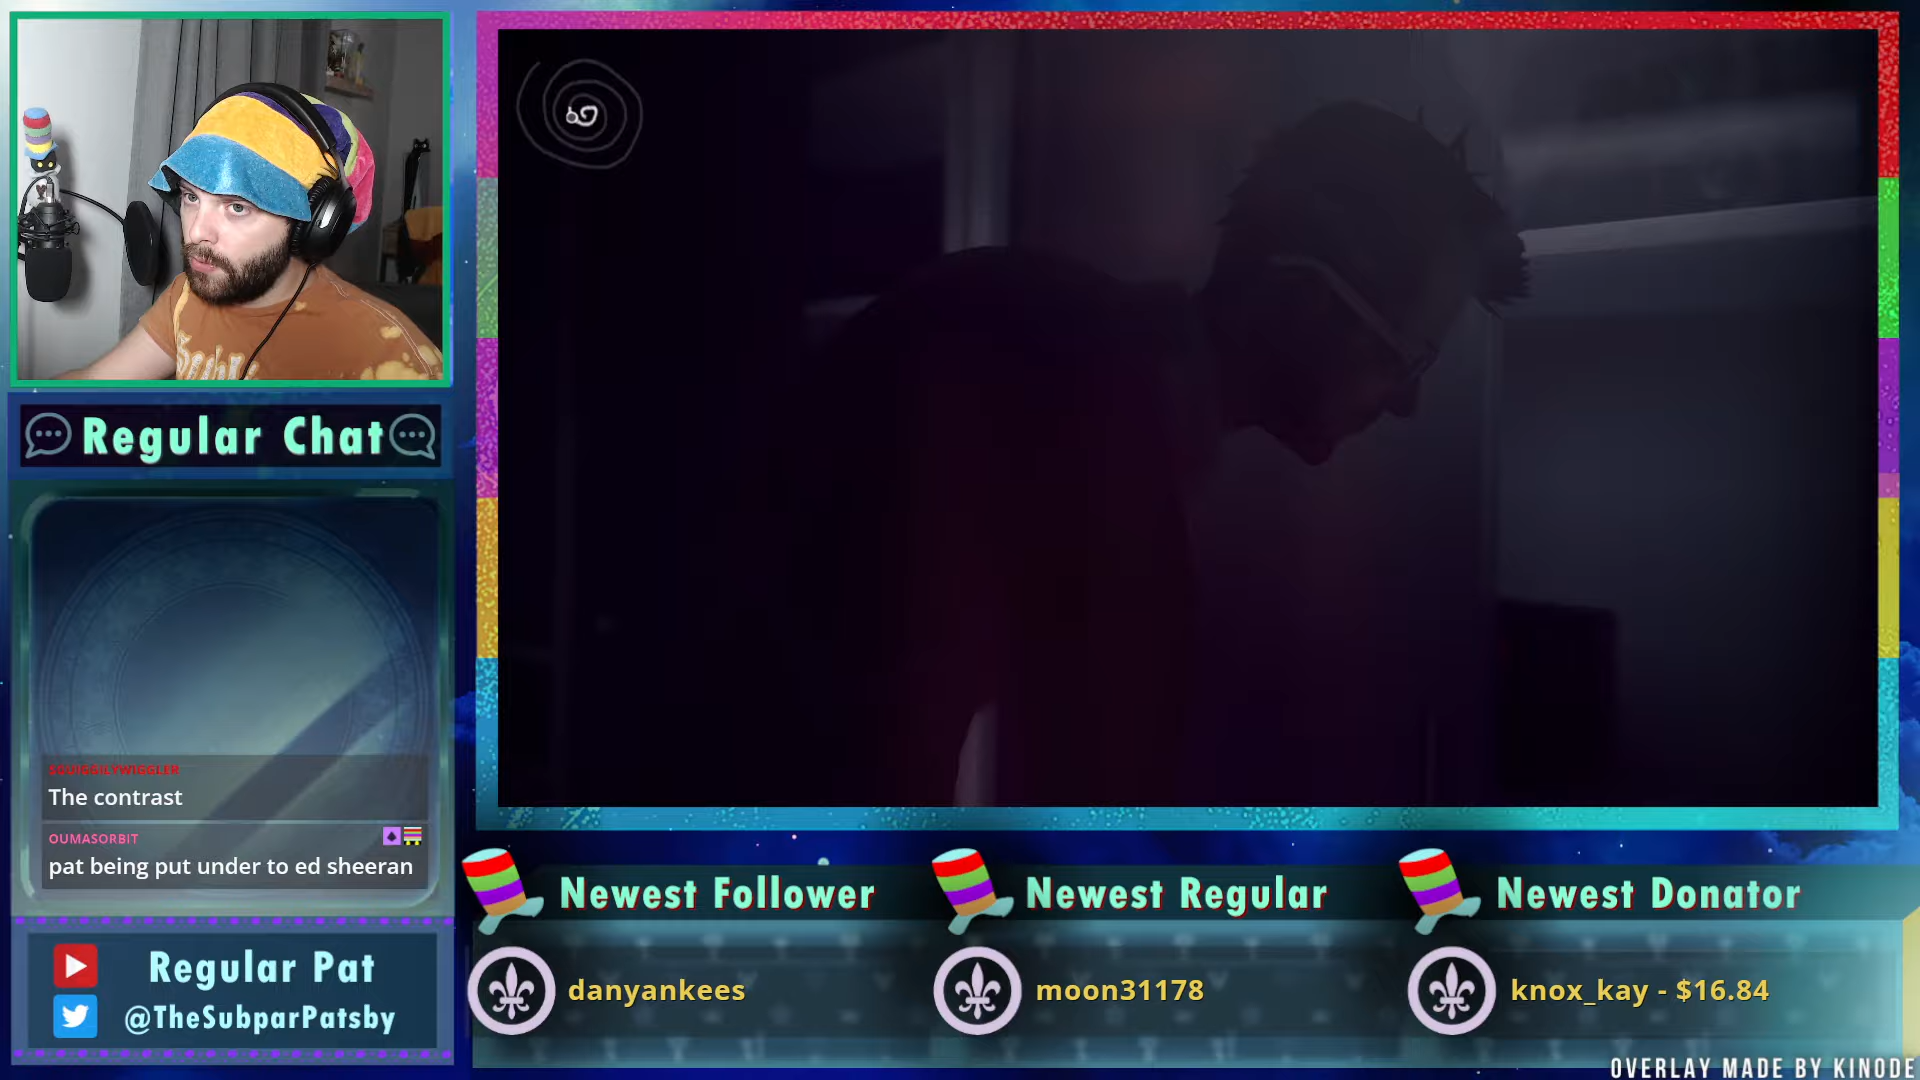 Regular Chat
SQUIGGILYWIGGLER
The contrast
OUMASORBIT
pat being put under to ed sheeran
Regular Pat
@TheSubparPatsby
Newest Follower
danyankees
Newest Regular
moon31178
Newest Donator
knox_kay - $16.84
OVERLAY MADE BY KINODE